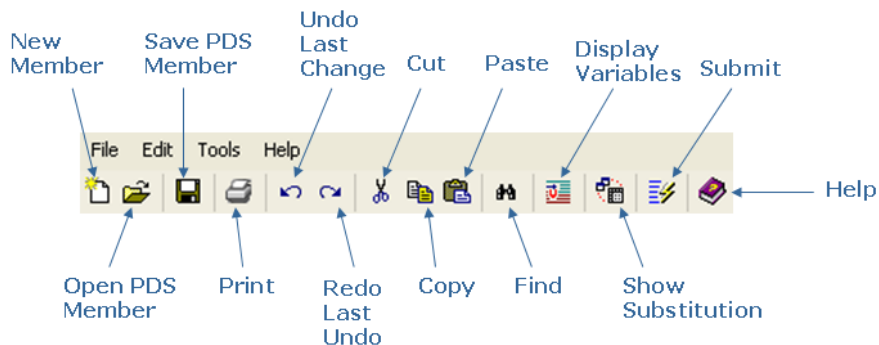 New
Member
Save PDS
Member
Undo
Last
Change
Cut
Paste
Display
Variables
Submit
File Edit Tools Help
Help
Open PDS
Member
Print
Redo
Last
Undo
Copy
Find
Show
Substitution